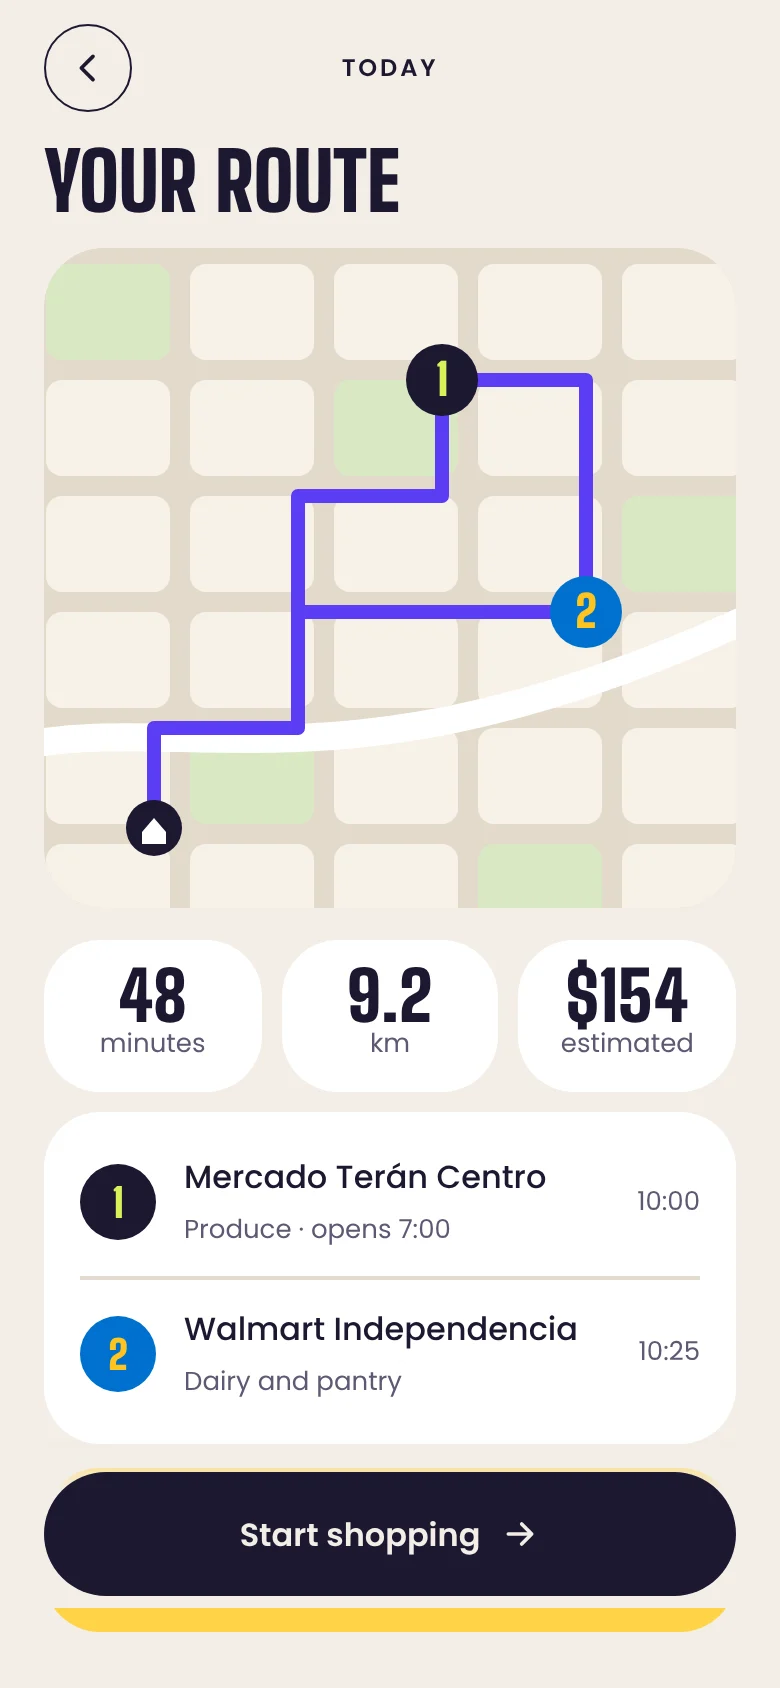 TODAY
YOUR ROUTE
1
2
48
minutes
9.2
km
$154
estimated
1
Mercado Terán Centro
Produce · opens 7:00
10:00
2
Walmart Independencia
Dairy and pantry
10:25
Start shopping →